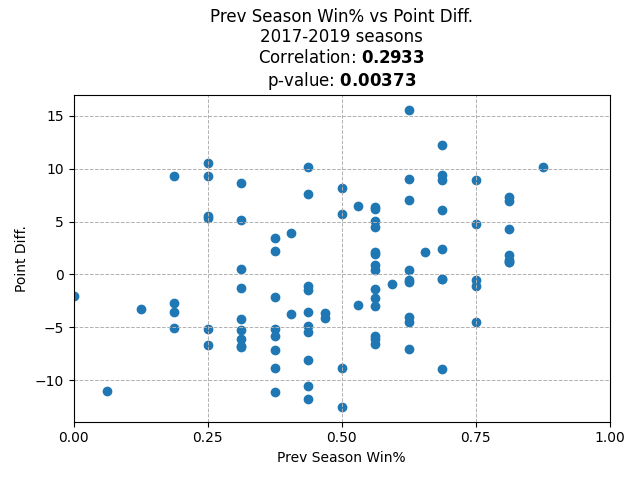 Prev Season Win% vs Point Diff.
2017-2019 seasons
Correlation: 0.2933
p-value: 0.00373
15
10
5
0
−5
−10
Point Diff.
0.00 0.25 0.50 0.75 1.00
Prev Season Win%